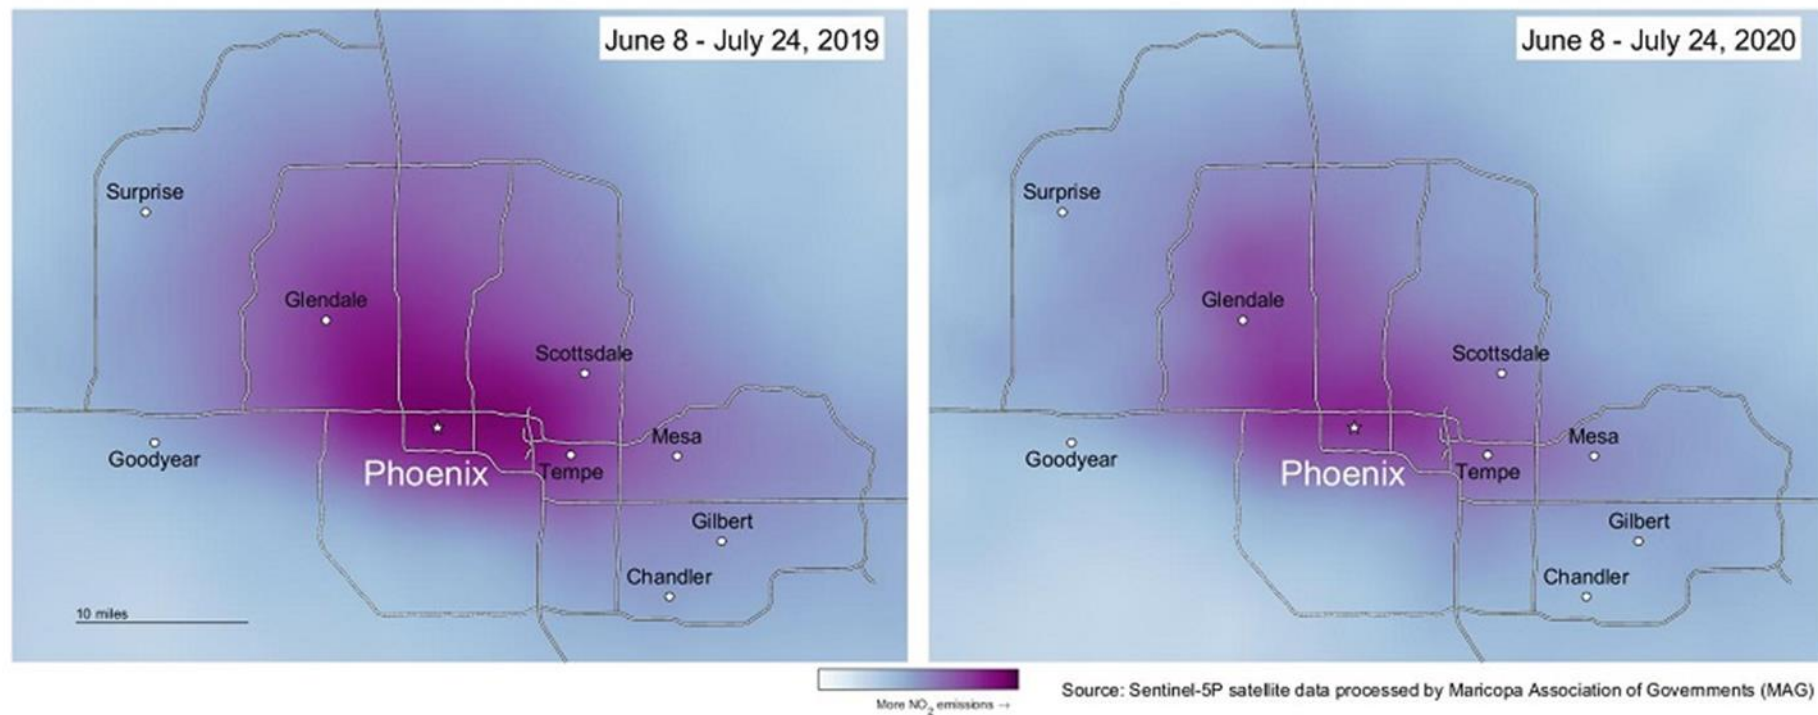 June 8 - July 24, 2019
Surprise
Glendale
Scottsdale
Goodyear
Phoenix
Tempe
Mesa
Gilbert
Chandler
10 miles
June 8 - July 24, 2020
Surprise
Glendale
Scottsdale
Goodyear
Phoenix
Tempe
Mesa
Gilbert
Chandler
More NO2 emissions →
Source: Sentinel-5P satellite data processed by Maricopa Association of Governments (MAG)